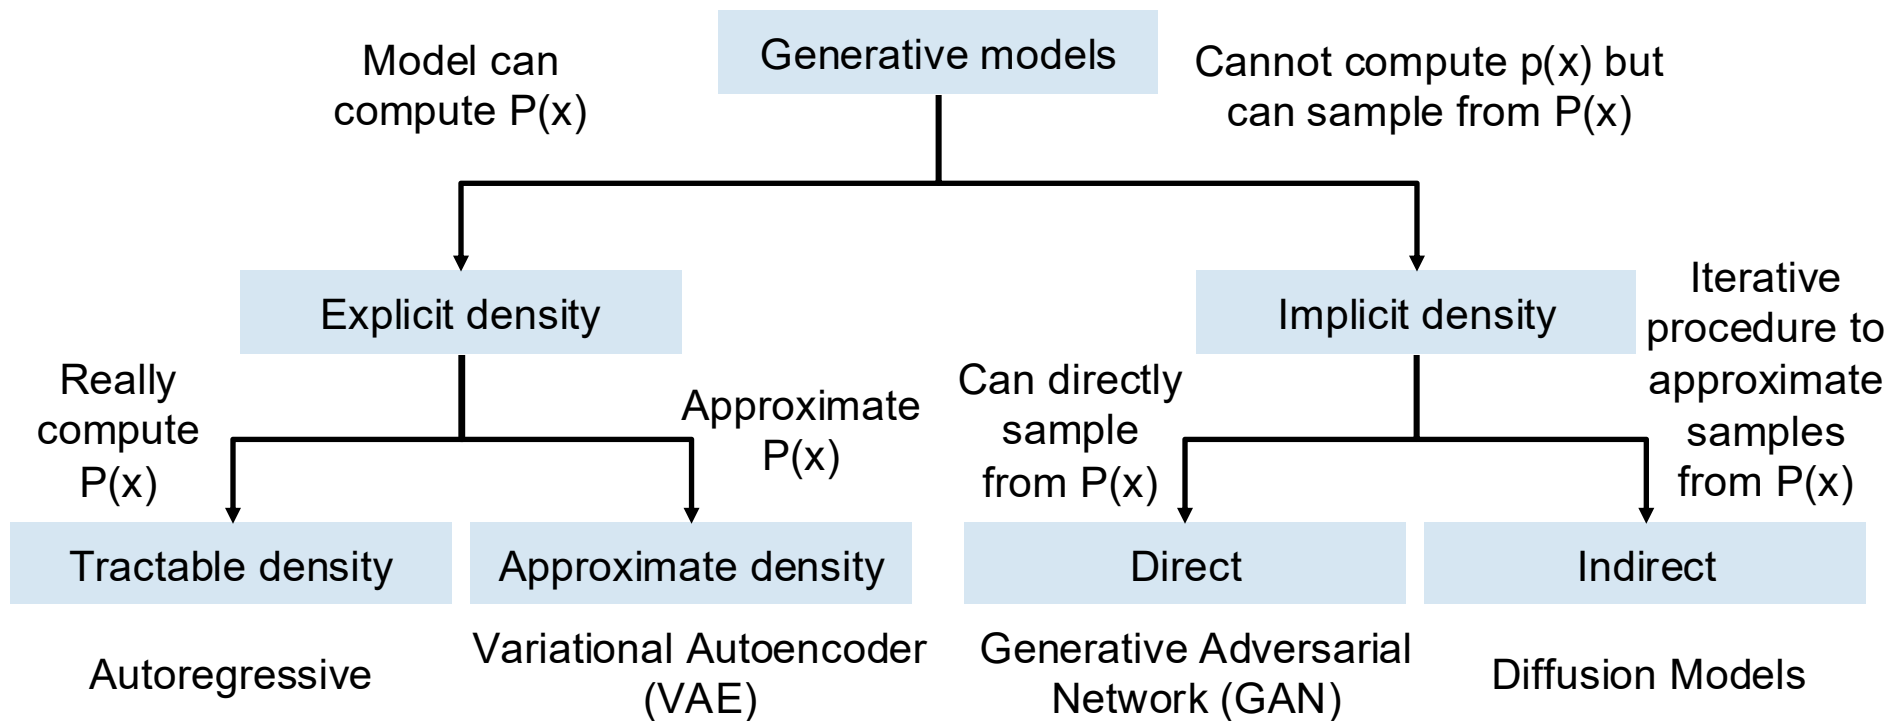 Generative models
Model can
compute P(x)
Cannot compute p(x) but
can sample from P(x)
Explicit density
Implicit density
Really
compute
P(x)
Approximate
P(x)
Can directly
sample
from P(x)
Iterative
procedure to
approximate
samples
from P(x)
Tractable density
Approximate density
Direct
Indirect
Autoregressive
Variational Autoencoder
(VAE)
Generative Adversarial
Network (GAN)
Diffusion Models